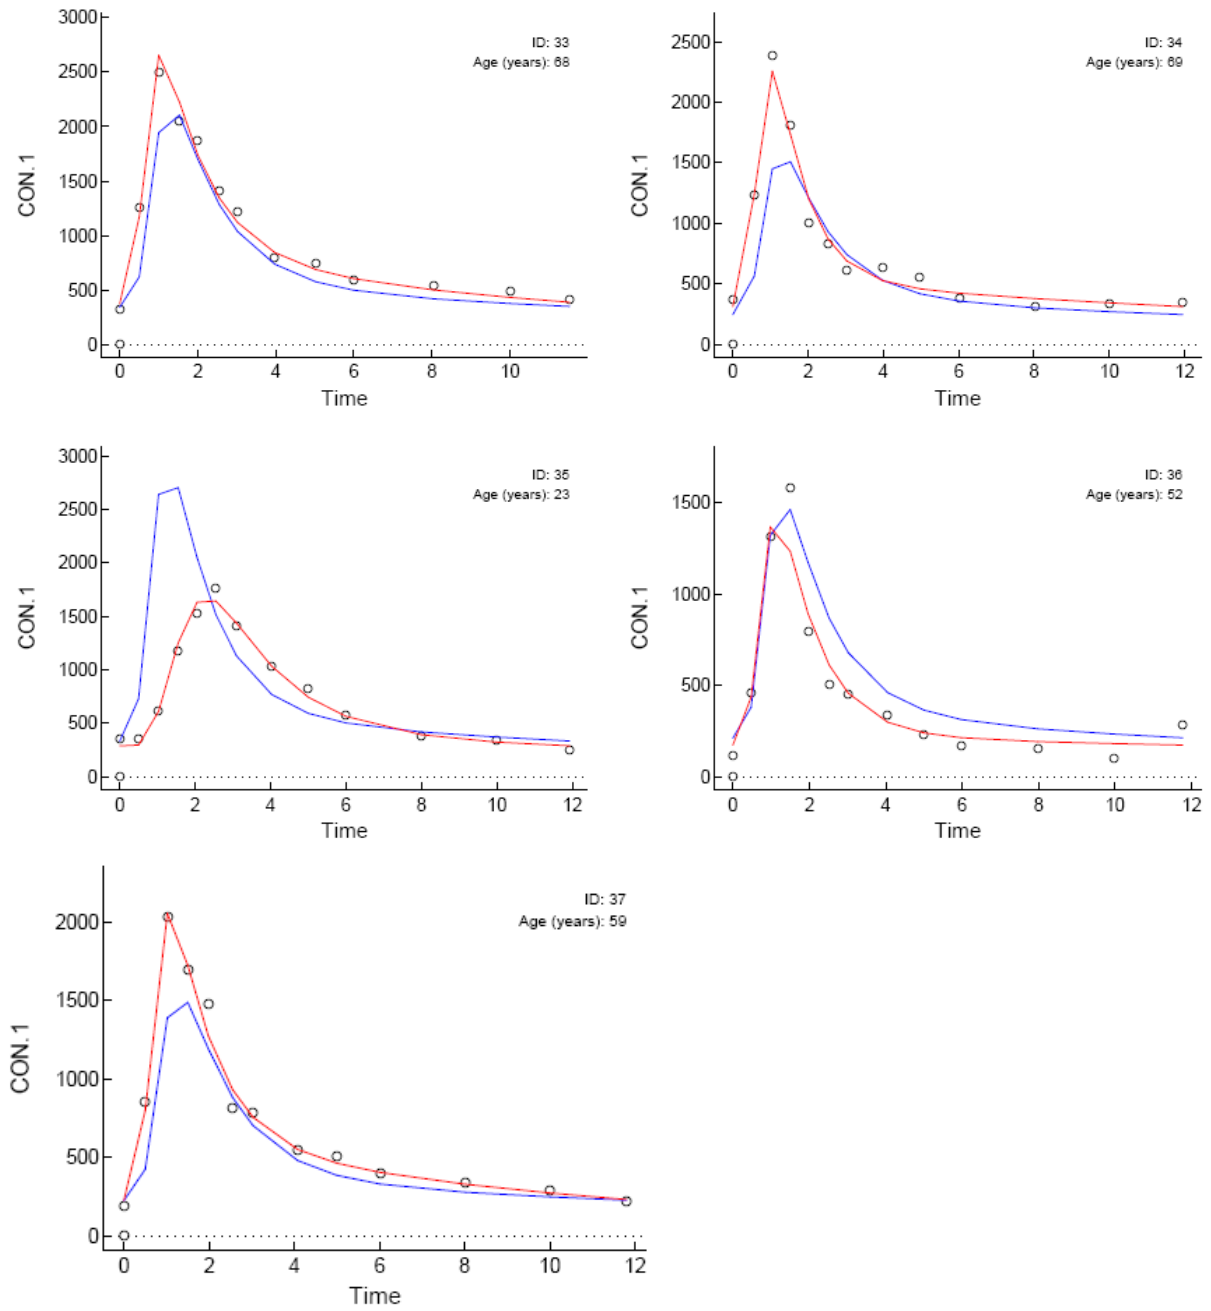 3000
2500
2000
1500
1000
500
0
CON.1
0 2 4 6 8 10
Time
ID: 33
Age (years): 68
2500
2000
1500
1000
500
0
CON.1
0 2 4 6 8 10 12
Time
ID: 34
Age (years): 69
3000
2500
2000
1500
1000
500
0
CON.1
0 2 4 6 8 10 12
Time
ID: 35
Age (years): 23
1500
1000
500
0
CON.1
0 2 4 6 8 10 12
Time
ID: 36
Age (years): 52
2000
1500
1000
500
0
CON.1
0 2 4 6 8 10 12
Time
ID: 37
Age (years): 59